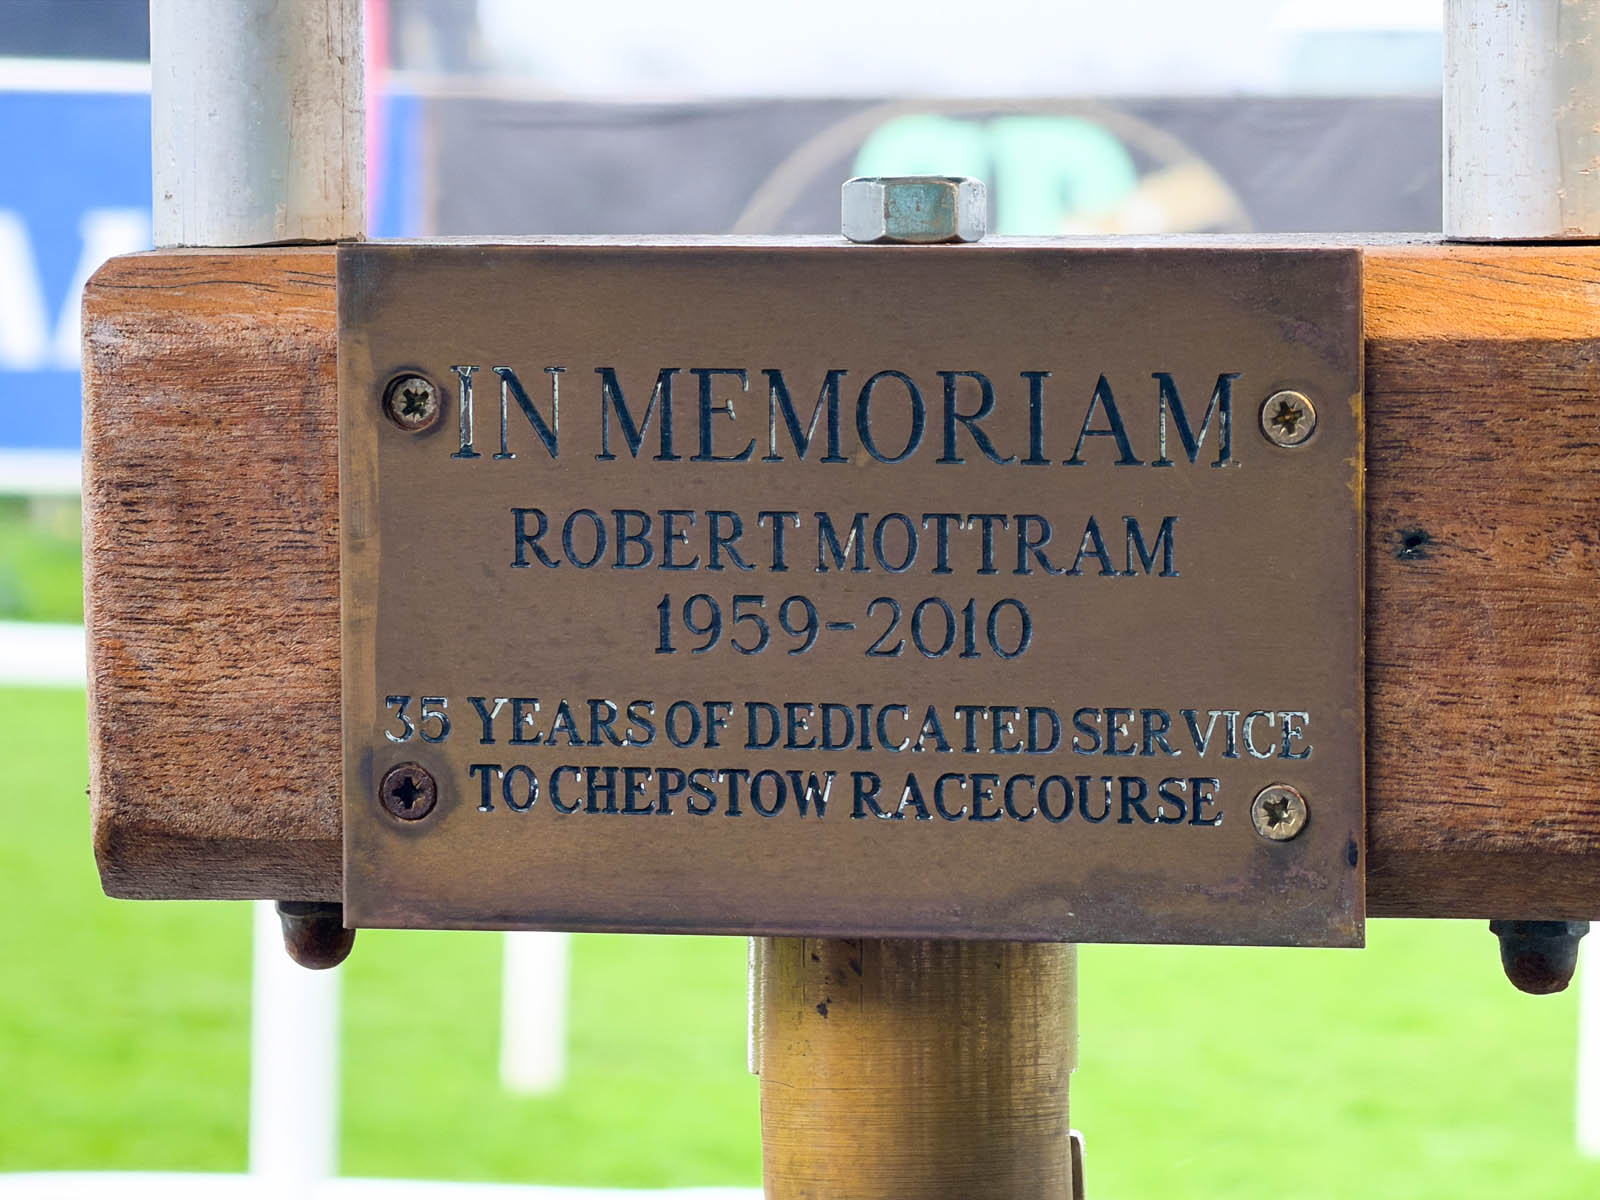 IN MEMORIAM
ROBERT MOTTRAM
1959-2010
35 YEARS OF DEDICATED SERVICE
TO CHEPSTOW RACECOURSE